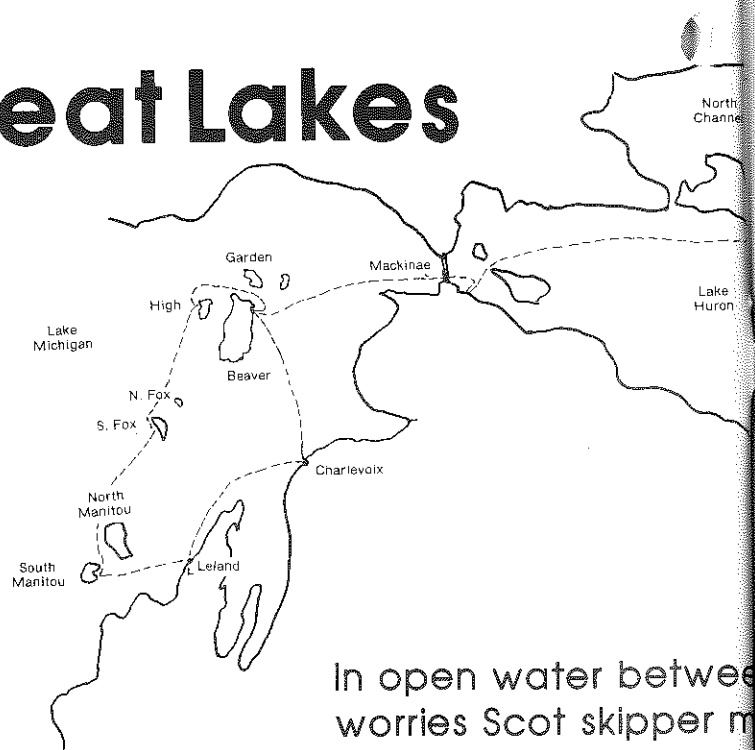 eat Lakes
North
Channe
Garden
Mackinac
High
Lake
Huron
Lake
Michigan
Beaver
N. Fox
S. Fox
Charlevoix
North
Manitou
South
Manitou
Leland
In open water betwee
worries Scot skipper m